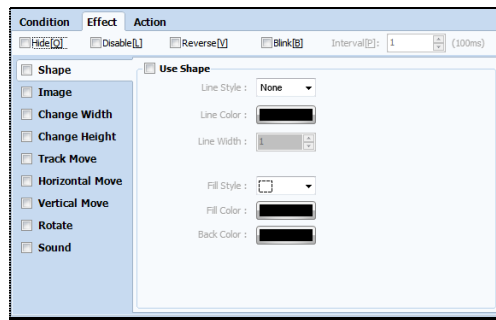 Condition Effect Action
Hide[Q] Disable[L] Reverse[V] Blink[B] Interval[P]: 1 (100ms)
Shape
Image
Change Width
Change Height
Track Move
Horizontal Move
Vertical Move
Rotate
Sound
Use Shape
Line Style : None
Line Color :
Line Width : 1
Fill Style :
Fill Color :
Back Color :